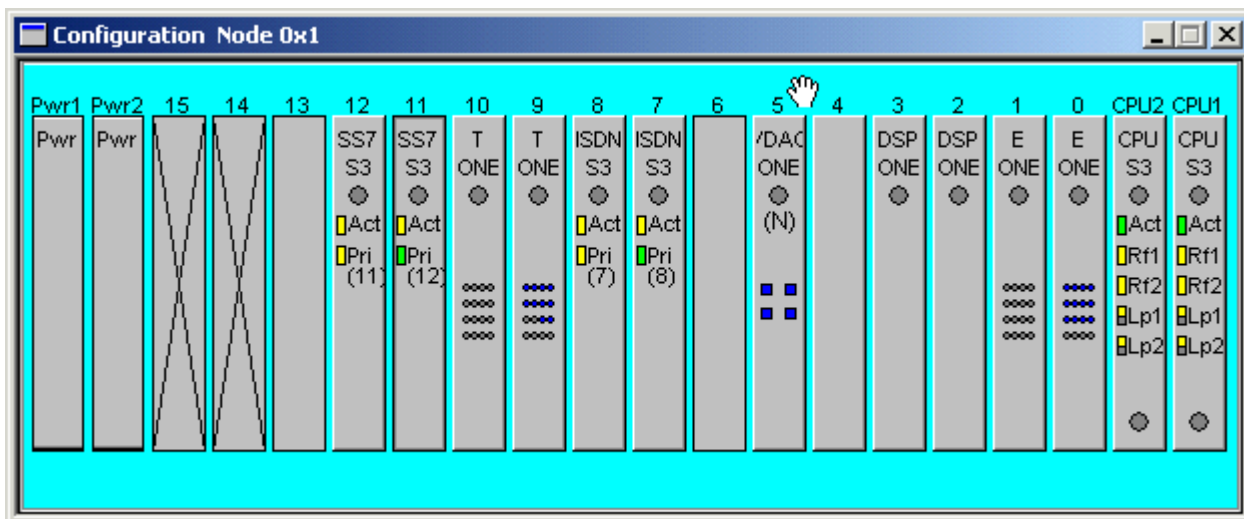 Configuration Node 0x1
Pwr1 Pwr2 15 14 13 12 11 10 9 8 7 6 5 4 3 2 1 0 CPU2 CPU1
Pwr Pwr SS7 SS7 T T ISDN ISDN VDAC DSP DSP E E CPU CPU
S3 S3 ONE ONE S3 S3 ONE ONE ONE ONE ONE S3 S3
Act Act Act Act (N) Act Act
Pri Pri Pri Pri Rf1 Rf1
(11) (12) (7) (8)
Rf2 Rf2
Lp1 Lp1
Lp2 Lp2